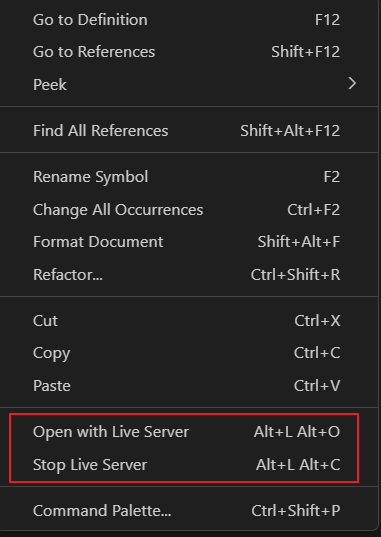 Go to Definition F12
Go to References Shift+F12
Peek
Find All References Shift+Alt+F12
Rename Symbol F2
Change All Occurrences Ctrl+F2
Format Document Shift+Alt+F
Refactor... Ctrl+Shift+R
Cut Ctrl+X
Copy Ctrl+C
Paste Ctrl+V
Open with Live Server Alt+L Alt+O
Stop Live Server Alt+L Alt+C
Command Palette... Ctrl+Shift+P